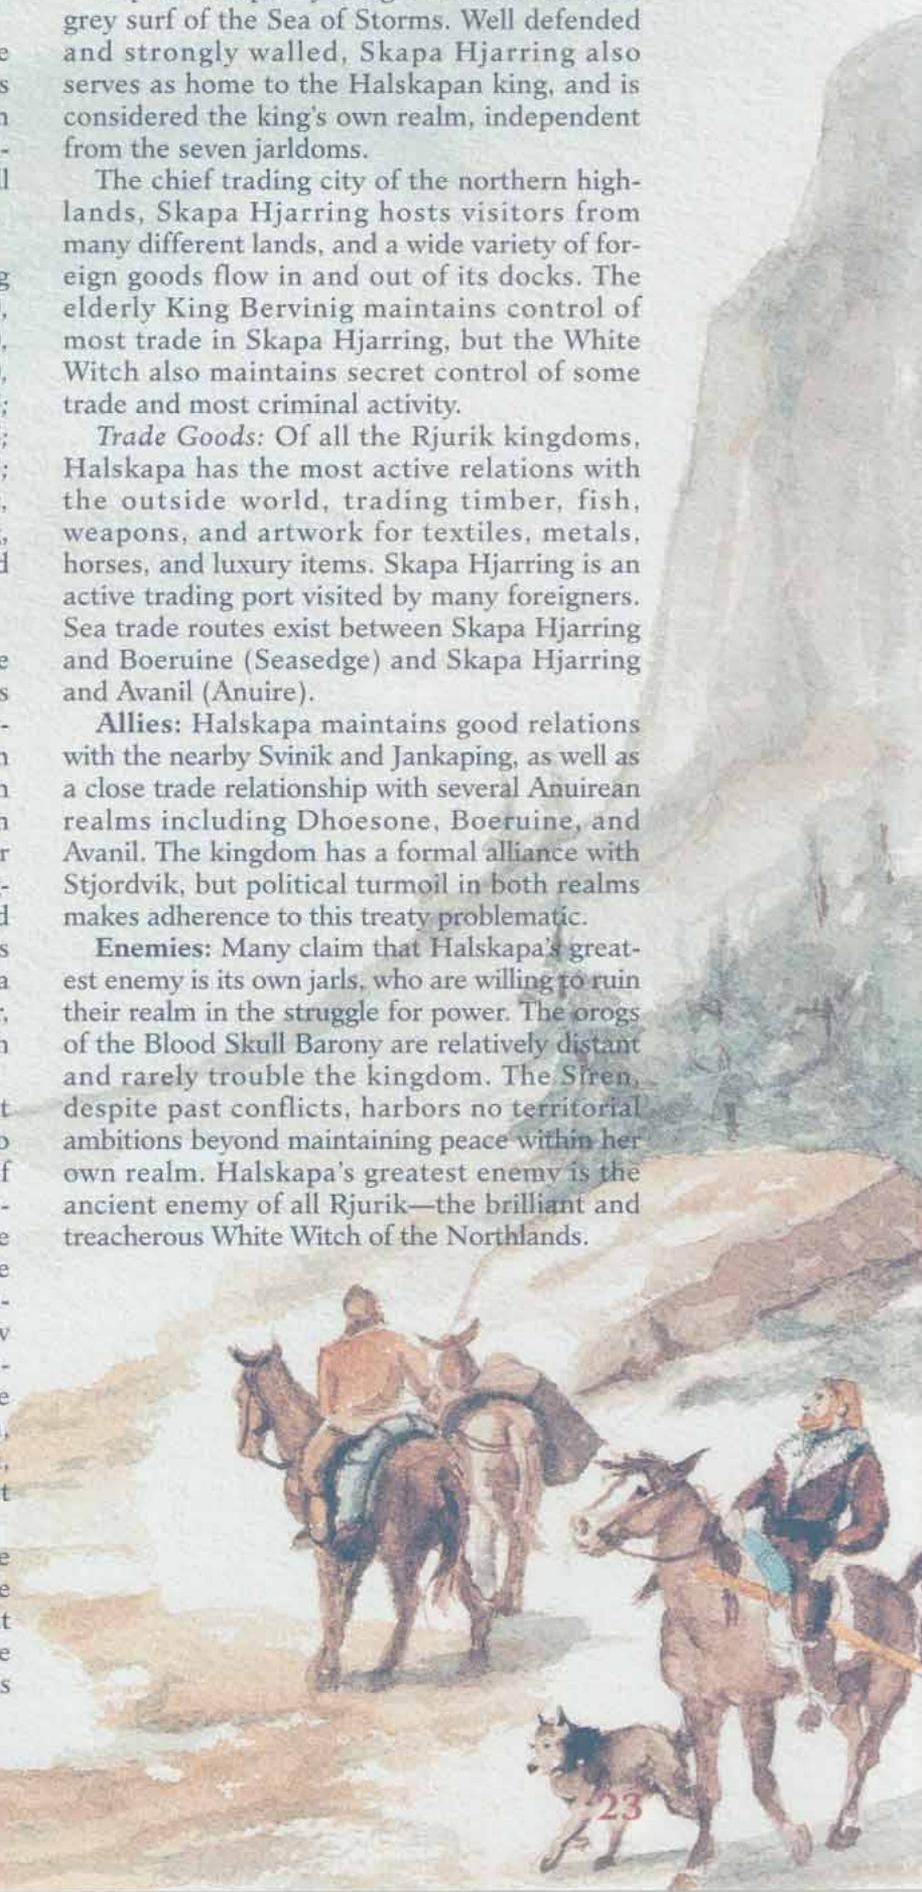 grey surf of the Sea of Storms. Well defended
and strongly walled, Skapa Hjarring also
serves as home to the Halskapan king, and is
considered the king's own realm, independent
from the seven jarldoms.
The chief trading city of the northern high-
lands, Skapa Hjarring hosts visitors from
many different lands, and a wide variety of for-
eign goods flow in and out of its docks. The
elderly King Bervinig maintains control of
most trade in Skapa Hjarring, but the White
Witch also maintains secret control of some
trade and most criminal activity.
Trade Goods: Of all the Rjurik kingdoms,
Halskapa has the most active relations with
the outside world, trading timber, fish,
weapons, and artwork for textiles, metals,
horses, and luxury items. Skapa Hjarring is an
active trading port visited by many foreigners.
Sea trade routes exist between Skapa Hjarring
and Boeruine (Seasedge) and Skapa Hjarring
and Avanil (Anuire).
Allies: Halskapa maintains good relations
with the nearby Svinik and Jankaping, as well as
a close trade relationship with several Anuirean
realms including Dhoesone, Boeruine, and
Avanil. The kingdom has a formal alliance with
Stjordvik, but political turmoil in both realms
makes adherence to this treaty problematic.
Enemies: Many claim that Halskapa's great-
est enemy is its own jarls, who are willing to ruin
their realm in the struggle for power. The orogs
of the Blood Skull Barony are relatively distant
and rarely trouble the kingdom. The Siren,
despite past conflicts, harbors no territorial
ambitions beyond maintaining peace within her
own realm. Halskapa's greatest enemy is the
ancient enemy of all Rjurik—the brilliant and
treacherous White Witch of the Northlands.
23